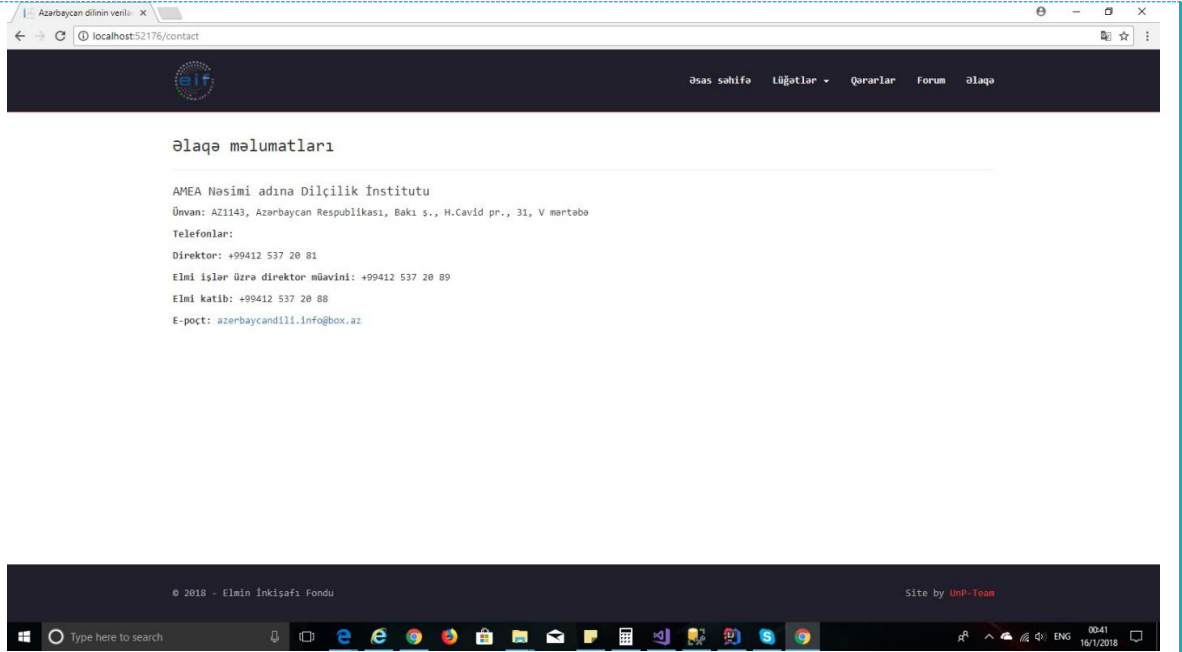 Azərbaycan dilinin verilə
localhost:52176/contact
eif
Əsas səhifə Lüğətlər Qərarlar Forum Əlaqə
Əlaqə məlumatları
AMEA Nəsimi adına Dilçilik İnstitutu
Ünvan: AZ1143, Azərbaycan Respublikası, Bakı ş., H.Cavid pr., 31, V mərtəbə
Telefonlar:
Direktor: +99412 537 20 81
Elmi işlər üzrə direktor müavini: +99412 537 20 89
Elmi katib: +99412 537 20 88
E-poçt: azerbaycandili.info@box.az
© 2018 - Elmin İnkişafı Fondu Site by UnP-Team
Type here to search ENG 00:41
16/1/2018